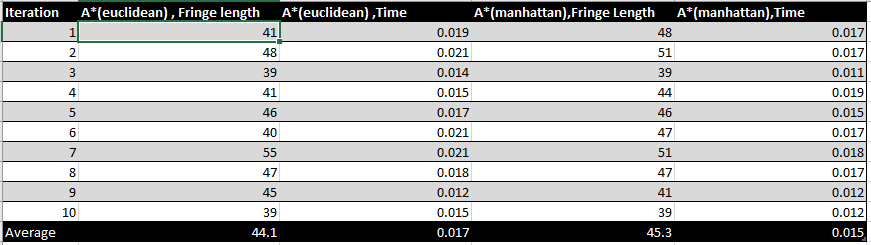 Iteration A*(euclidean) , Fringe length A*(euclidean) ,Time A*(manhattan),Fringe Length A*(manhattan),Time
1 41 0.019 48 0.017
2 48 0.021 51 0.017
3 39 0.014 39 0.011
4 41 0.015 44 0.019
5 46 0.017 46 0.015
6 40 0.021 47 0.017
7 55 0.021 51 0.018
8 47 0.018 47 0.017
9 45 0.012 41 0.012
10 39 0.015 39 0.012
Average 44.1 0.017 45.3 0.015